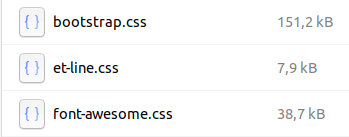 { } bootstrap.css 151,2 kB
{ } et-line.css 7,9 kB
{ } font-awesome.css 38,7 kB